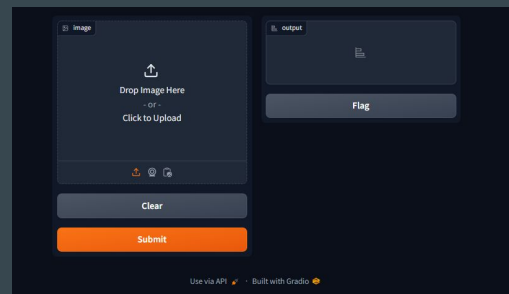 image
Drop Image Here
- or -
Click to Upload
Clear
Submit
output
Flag
Use via API · Built with Gradio